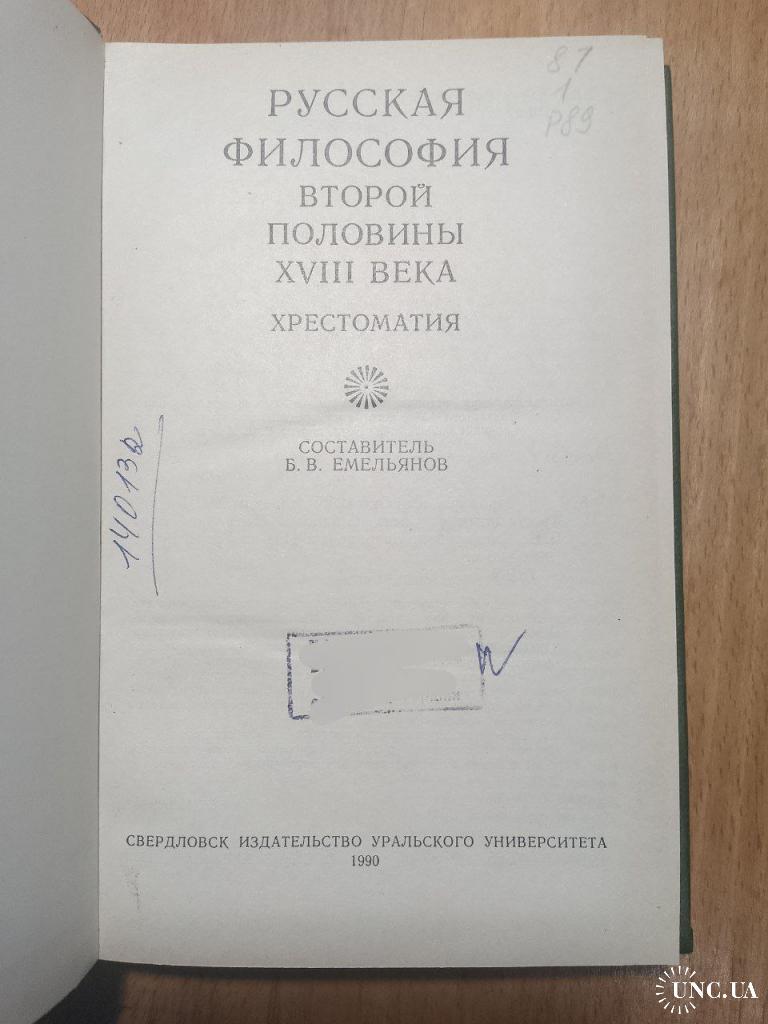 87
1
Р89
РУССКАЯ
ФИЛОСОФИЯ
ВТОРОЙ
ПОЛОВИНЫ
XVIII ВЕКА
ХРЕСТОМАТИЯ
СОСТАВИТЕЛЬ
Б. В. ЕМЕЛЬЯНОВ
14013
СВЕРДЛОВСК ИЗДАТЕЛЬСТВО УРАЛЬСКОГО УНИВЕРСИТЕТА
1990
UNC.UA